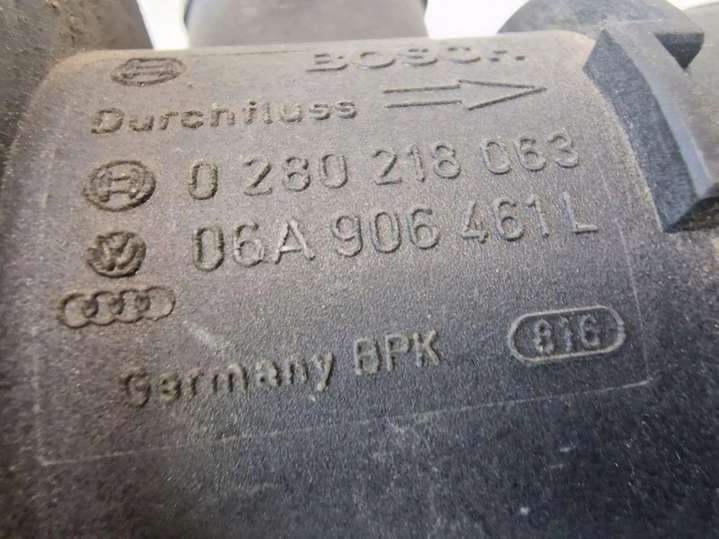 BOSCH
Durchfluss
0 280 218 063
06A 906 461 L
Germany BPK 816